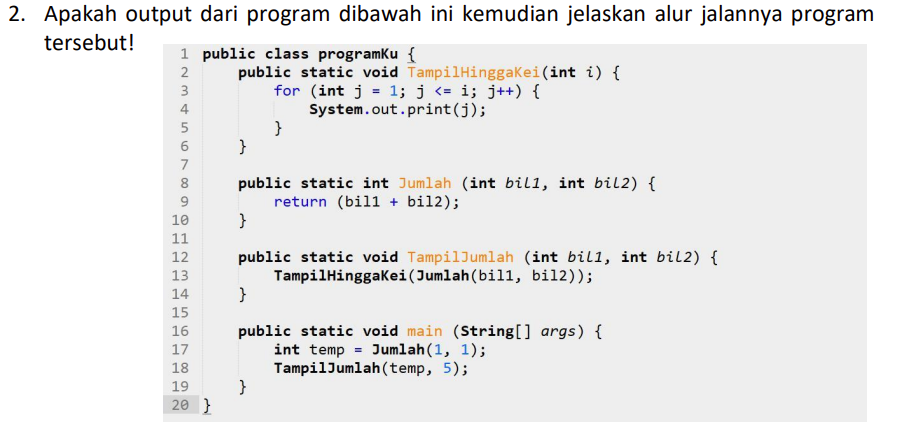 2. Apakah output dari program dibawah ini kemudian jelaskan alur jalannya program
tersebut!
1 public class programKu {
2     public static void TampilHinggaKei(int i) {
3         for (int j = 1; j <= i; j++) {
4             System.out.print(j);
5         }
6     }
7
8     public static int Jumlah (int bil1, int bil2) {
9         return (bil1 + bil2);
10     }
11
12     public static void TampilJumlah (int bil1, int bil2) {
13         TampilHinggaKei(Jumlah(bil1, bil2));
14     }
15
16     public static void main (String[] args) {
17         int temp = Jumlah(1, 1);
18         TampilJumlah(temp, 5);
19     }
20 }